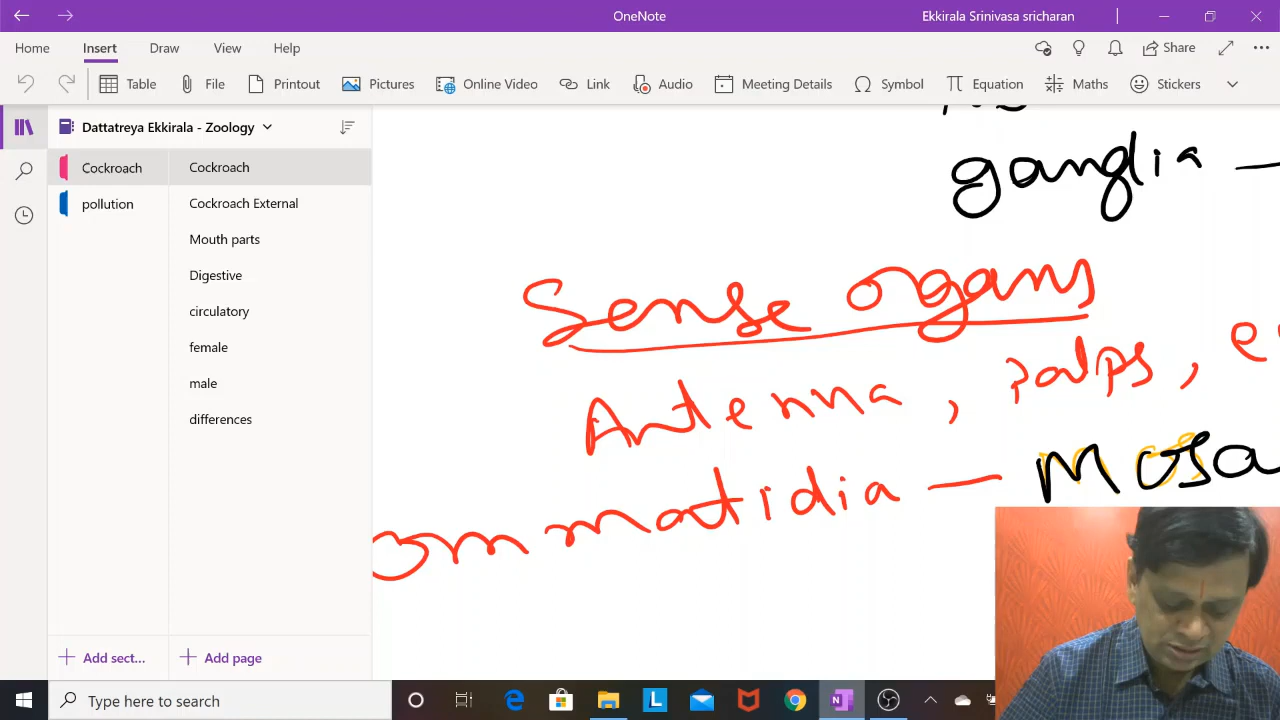 OneNote
Ekkirala Srinivasa sricharan
Home Insert Draw View Help
Share
Table File Printout Pictures Online Video Link Audio Meeting Details Symbol Equation Maths Stickers
Dattatreya Ekkirala - Zoology
Cockroach
pollution
Cockroach
Cockroach External
Mouth parts
Digestive
circulatory
female
male
differences
Add sect...
Add page
ganglia —
Sense organs
Antenna , palps , e
Ommatidia — Mosa
Type here to search